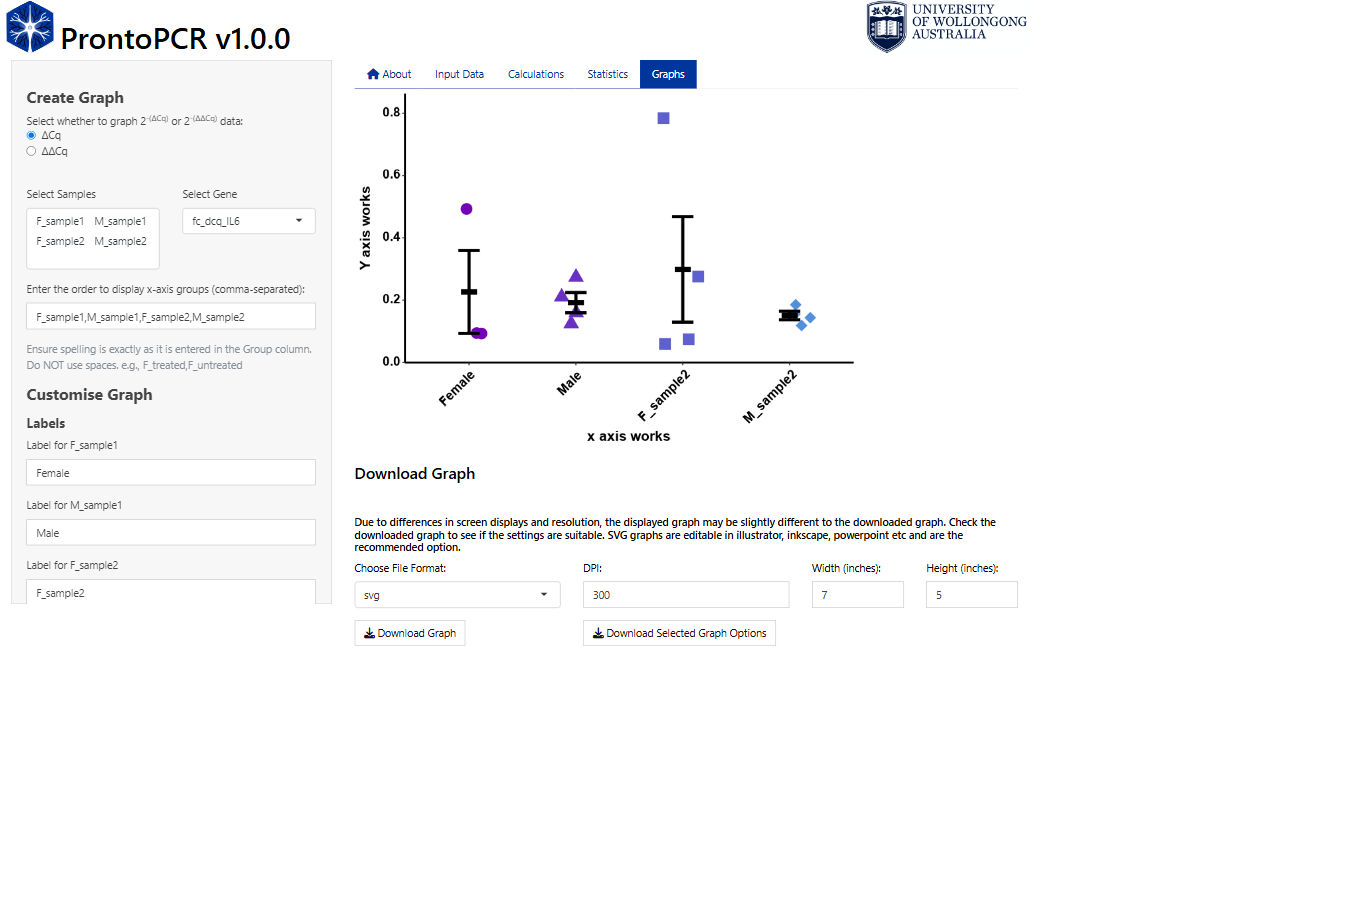 ProntoPCR v1.0.0
UNIVERSITY
OF WOLLONGONG
AUSTRALIA
About Input Data Calculations Statistics Graphs
Create Graph
Select whether to graph 2^-(ΔCq) or 2^-(ΔΔCq) data:
ΔCq
ΔΔCq
Select Samples Select Gene
F_sample1 M_sample1 fc_dcq_IL6
F_sample2 M_sample2
Enter the order to display x-axis groups (comma-separated):
F_sample1,M_sample1,F_sample2,M_sample2
Ensure spelling is exactly as it is entered in the Group column.
Do NOT use spaces. e.g., F_treated,F_untreated
Customise Graph
Labels
Label for F_sample1
Female
Label for M_sample1
Male
Label for F_sample2
F_sample2
Y axis works
0.8
0.6
0.4
0.2
0.0
Female Male F_sample2 M_sample2
x axis works
Download Graph
Due to differences in screen displays and resolution, the displayed graph may be slightly different to the downloaded graph. Check the
downloaded graph to see if the settings are suitable. SVG graphs are editable in illustrator, inkscape, powerpoint etc and are the
recommended option.
Choose File Format: DPI: Width (inches): Height (inches):
svg 300 7 5
Download Graph Download Selected Graph Options